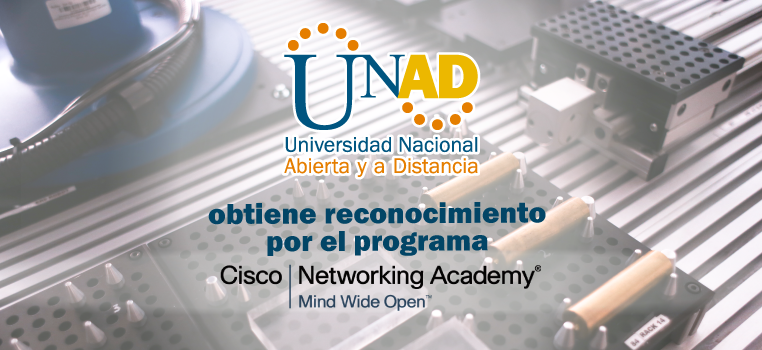 UNAD
Universidad Nacional
Abierta y a Distancia
obtiene reconocimiento
por el programa
Cisco | Networking Academy®
Mind Wide Open™